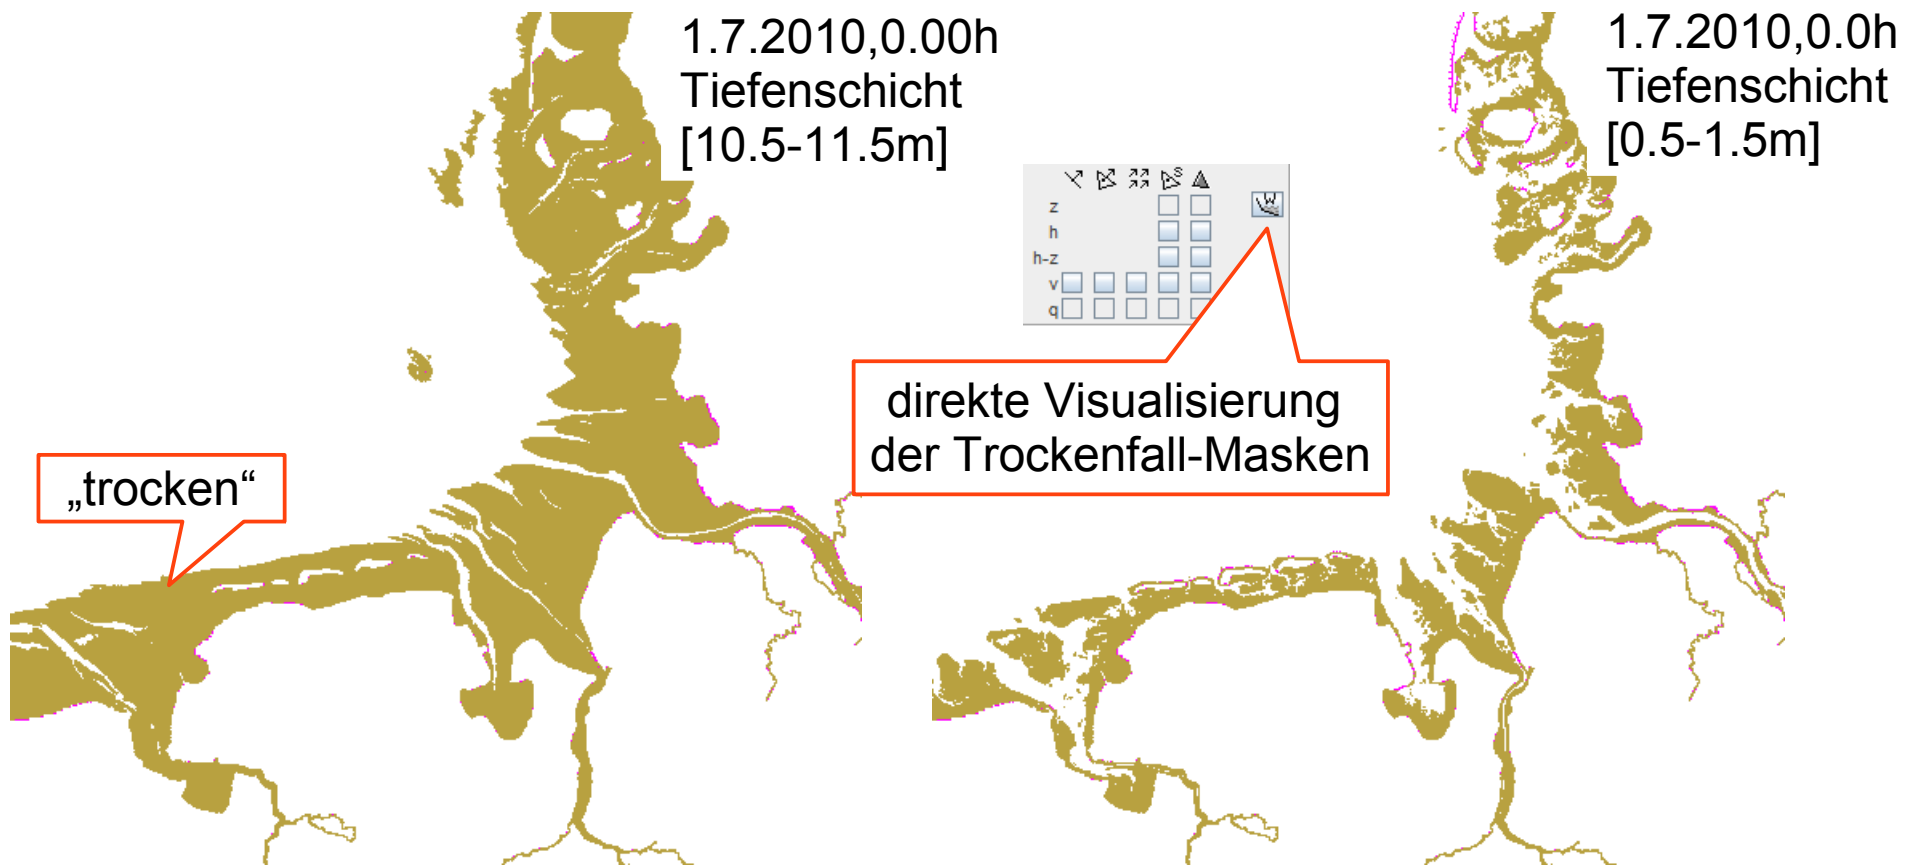 1.7.2010,0.00h
Tiefenschicht
[10.5-11.5m]
1.7.2010,0.0h
Tiefenschicht
[0.5-1.5m]
S
z
W
h
h-z
v
q
direkte Visualisierung
der Trockenfall-Masken
„trocken“